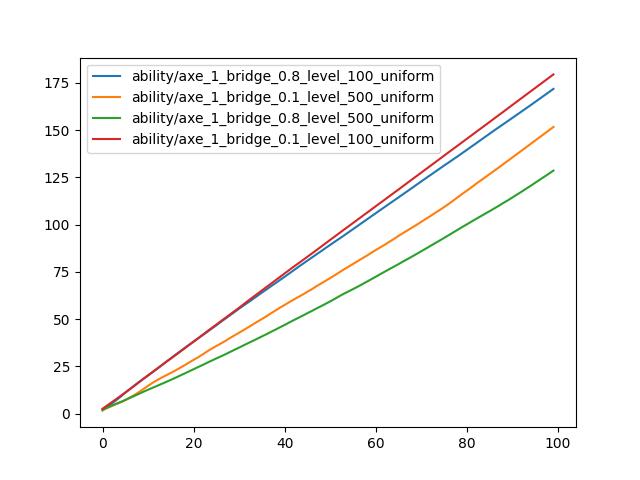 ability/axe_1_bridge_0.8_level_100_uniform
ability/axe_1_bridge_0.1_level_500_uniform
ability/axe_1_bridge_0.8_level_500_uniform
ability/axe_1_bridge_0.1_level_100_uniform
175
150
125
100
75
50
25
0
0 20 40 60 80 100